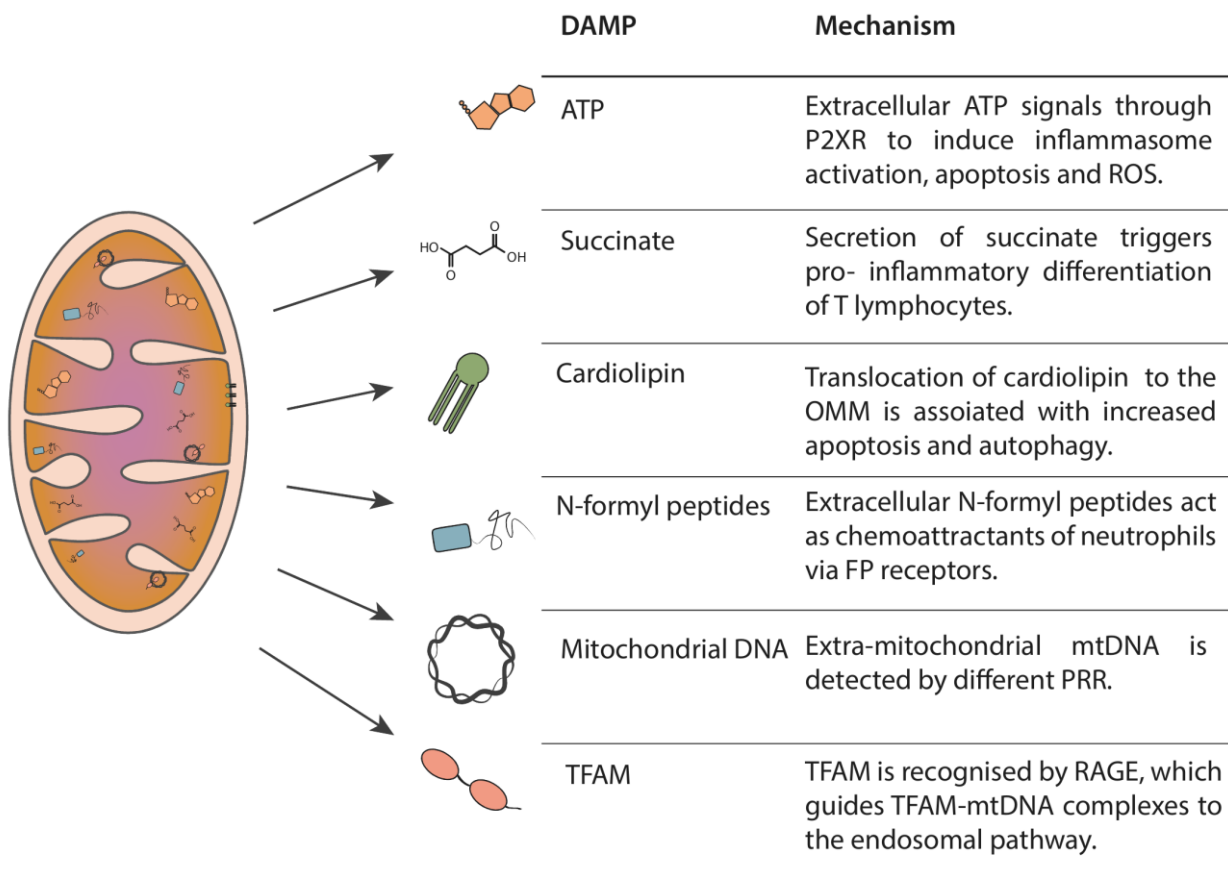 DAMP Mechanism
ATP
Extracellular ATP signals through
P2XR to induce inflammasome
activation, apoptosis and ROS.
HO O O OH
Succinate
Secretion of succinate triggers
pro- inflammatory differentiation
of T lymphocytes.
Cardiolipin
Translocation of cardiolipin to the
OMM is assoiated with increased
apoptosis and autophagy.
N-formyl peptides
Extracellular N-formyl peptides act
as chemoattractants of neutrophils
via FP receptors.
Mitochondrial DNA
Extra-mitochondrial mtDNA is
detected by different PRR.
TFAM
TFAM is recognised by RAGE, which
guides TFAM-mtDNA complexes to
the endosomal pathway.